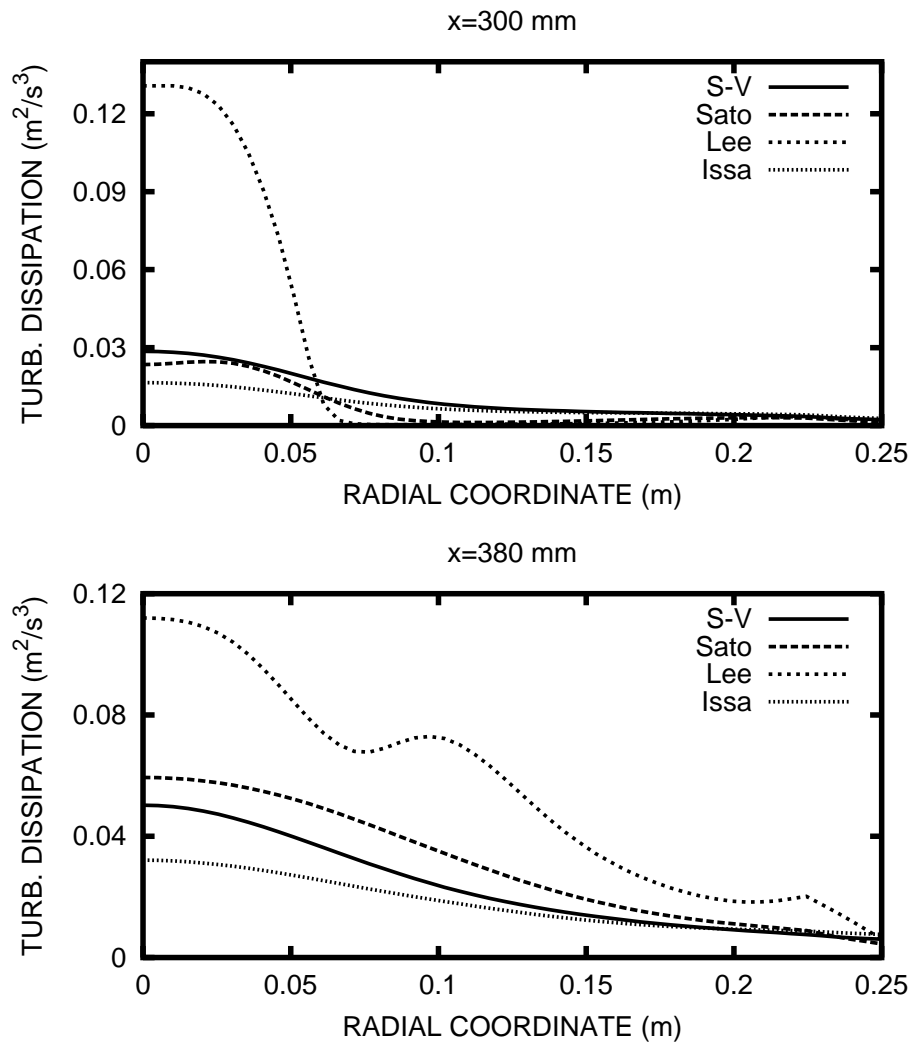 x=300 mm
TURB. DISSIPATION (m²/s³)
0.12
0.09
0.06
0.03
0
S-V
Sato
Lee
Issa
0 0.05 0.1 0.15 0.2 0.25
RADIAL COORDINATE (m)
x=380 mm
TURB. DISSIPATION (m²/s³)
0.12
0.08
0.04
0
S-V
Sato
Lee
Issa
0 0.05 0.1 0.15 0.2 0.25
RADIAL COORDINATE (m)